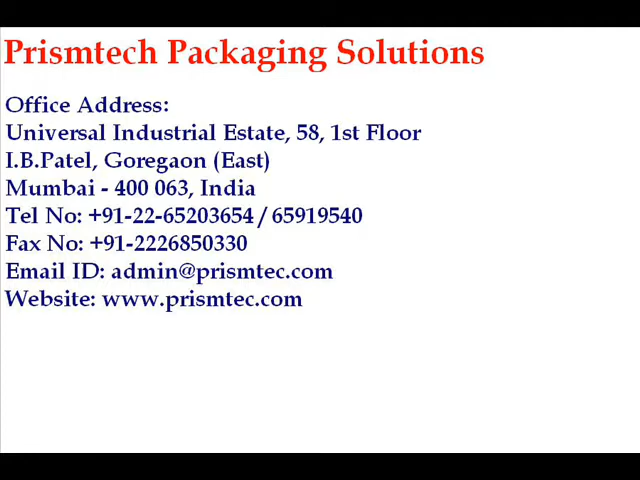 Prismtech Packaging Solutions
Office Address:
Universal Industrial Estate, 58, 1st Floor
I.B.Patel, Goregaon (East)
Mumbai - 400 063, India
Tel No: +91-22-65203654 / 65919540
Fax No: +91-2226850330
Email ID: admin@prismtec.com
Website: www.prismtec.com